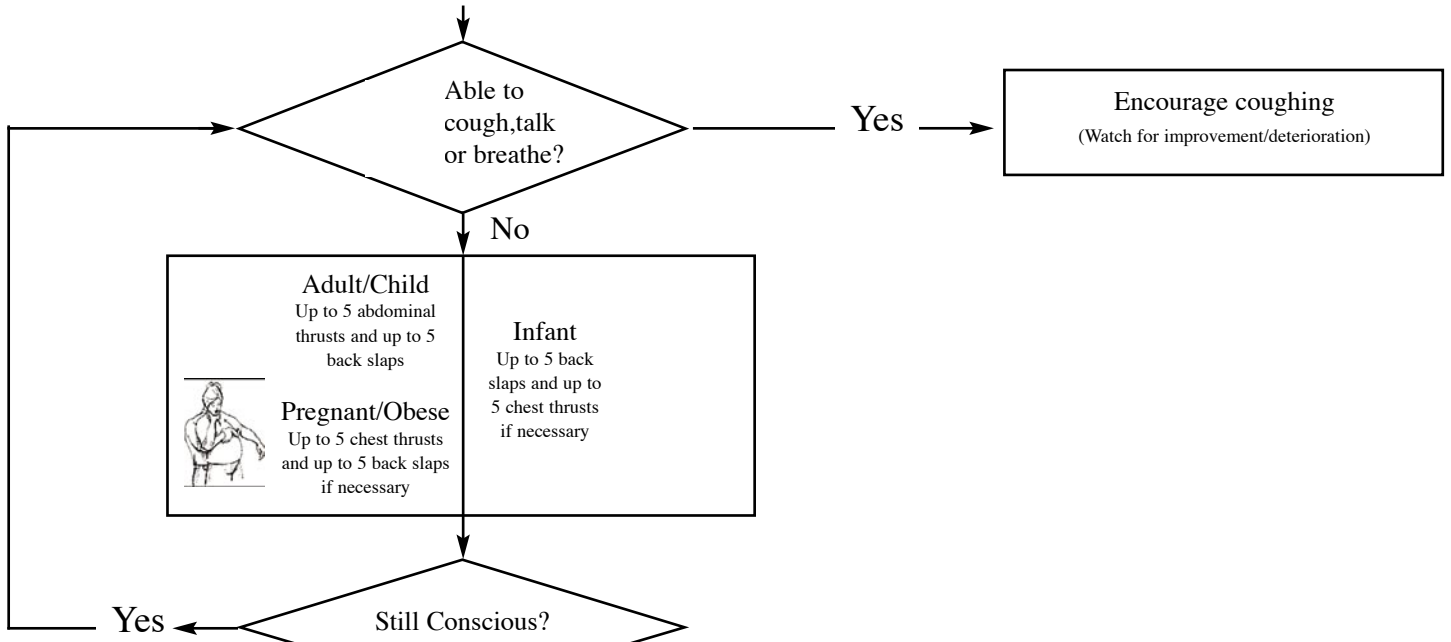 Able to
cough,talk
or breathe?
Yes
Encourage coughing
(Watch for improvement/deterioration)
No
Adult/Child
Up to 5 abdominal
thrusts and up to 5
back slaps
Pregnant/Obese
Up to 5 chest thrusts
and up to 5 back slaps
if necessary
Infant
Up to 5 back
slaps and up to
5 chest thrusts
if necessary
Still Conscious?
Yes